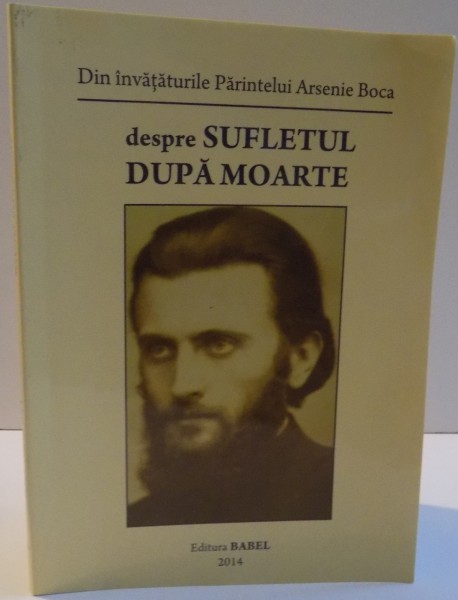 Din învățăturile Părintelui Arsenie Boca
despre SUFLETUL
DUPĂ MOARTE
Editura BABEL
2014